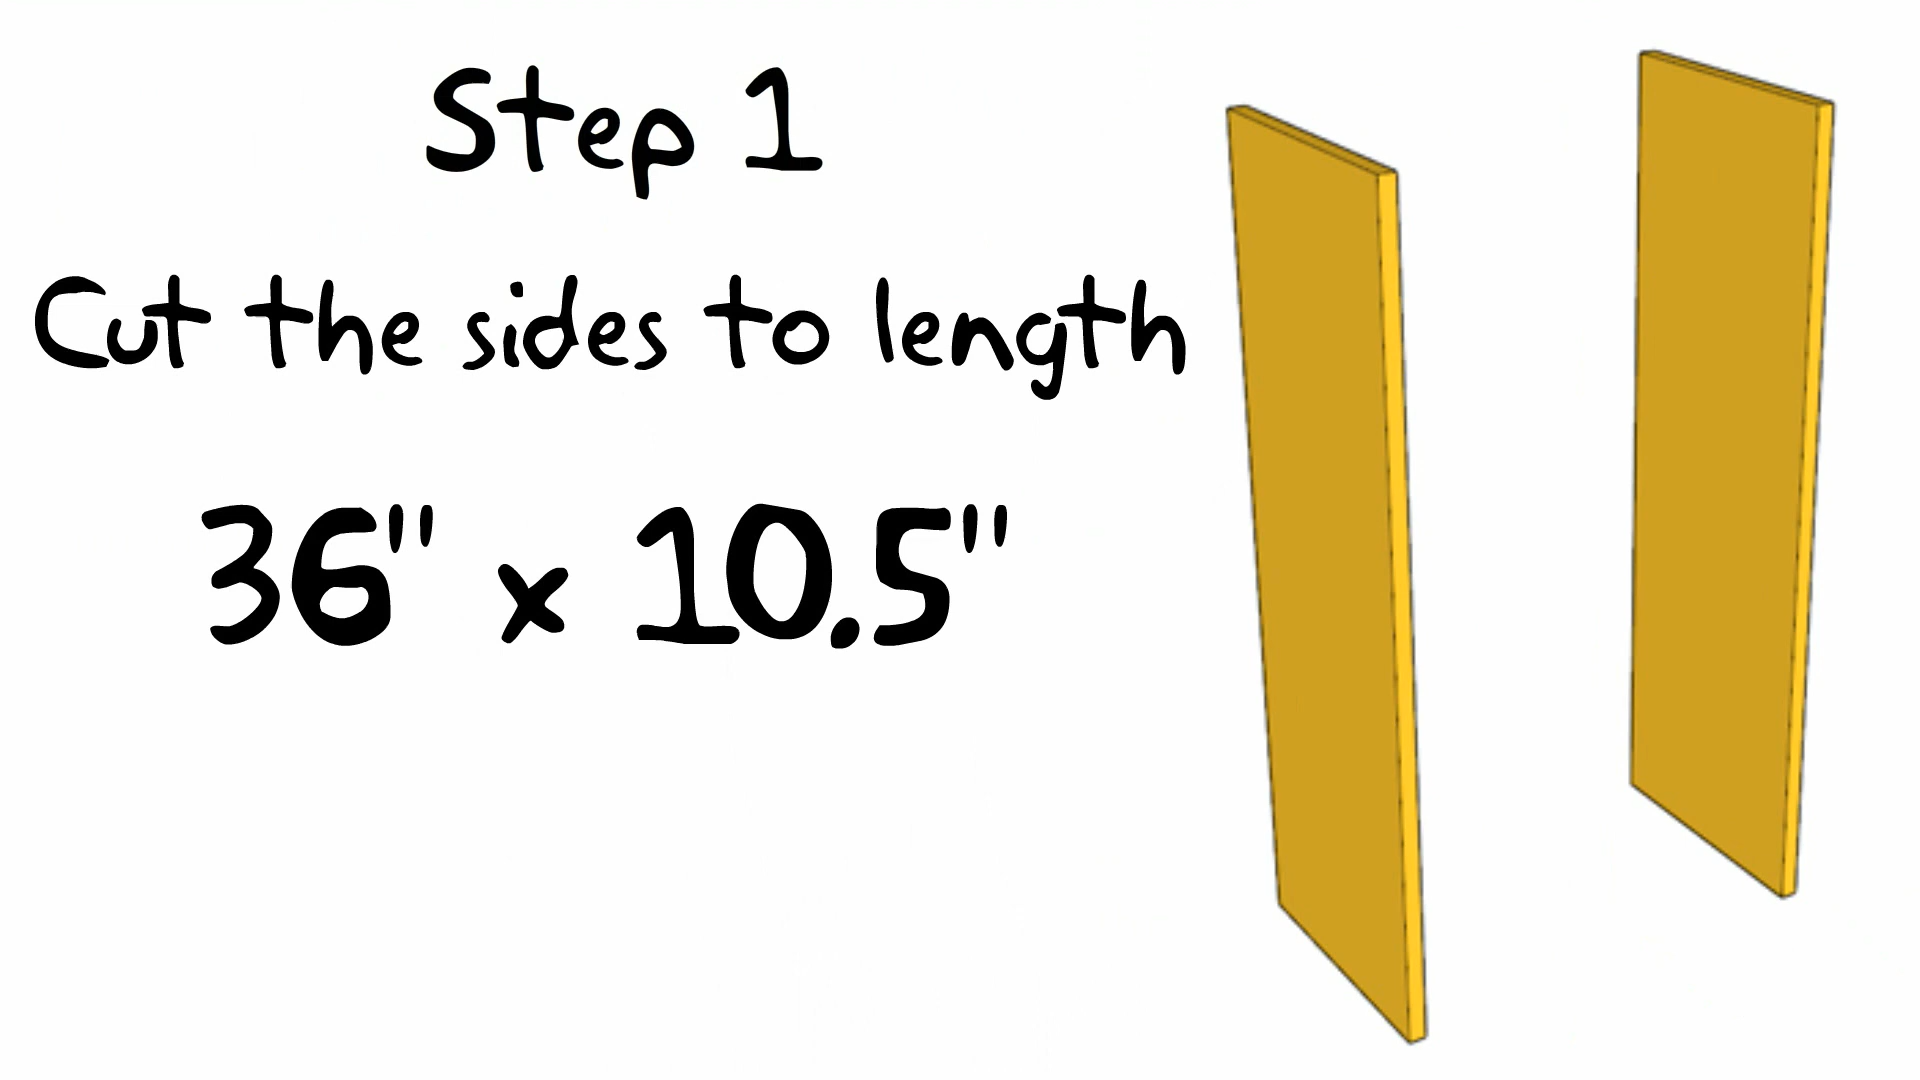 Step 1
Cut the sides to length
36" x 10.5"